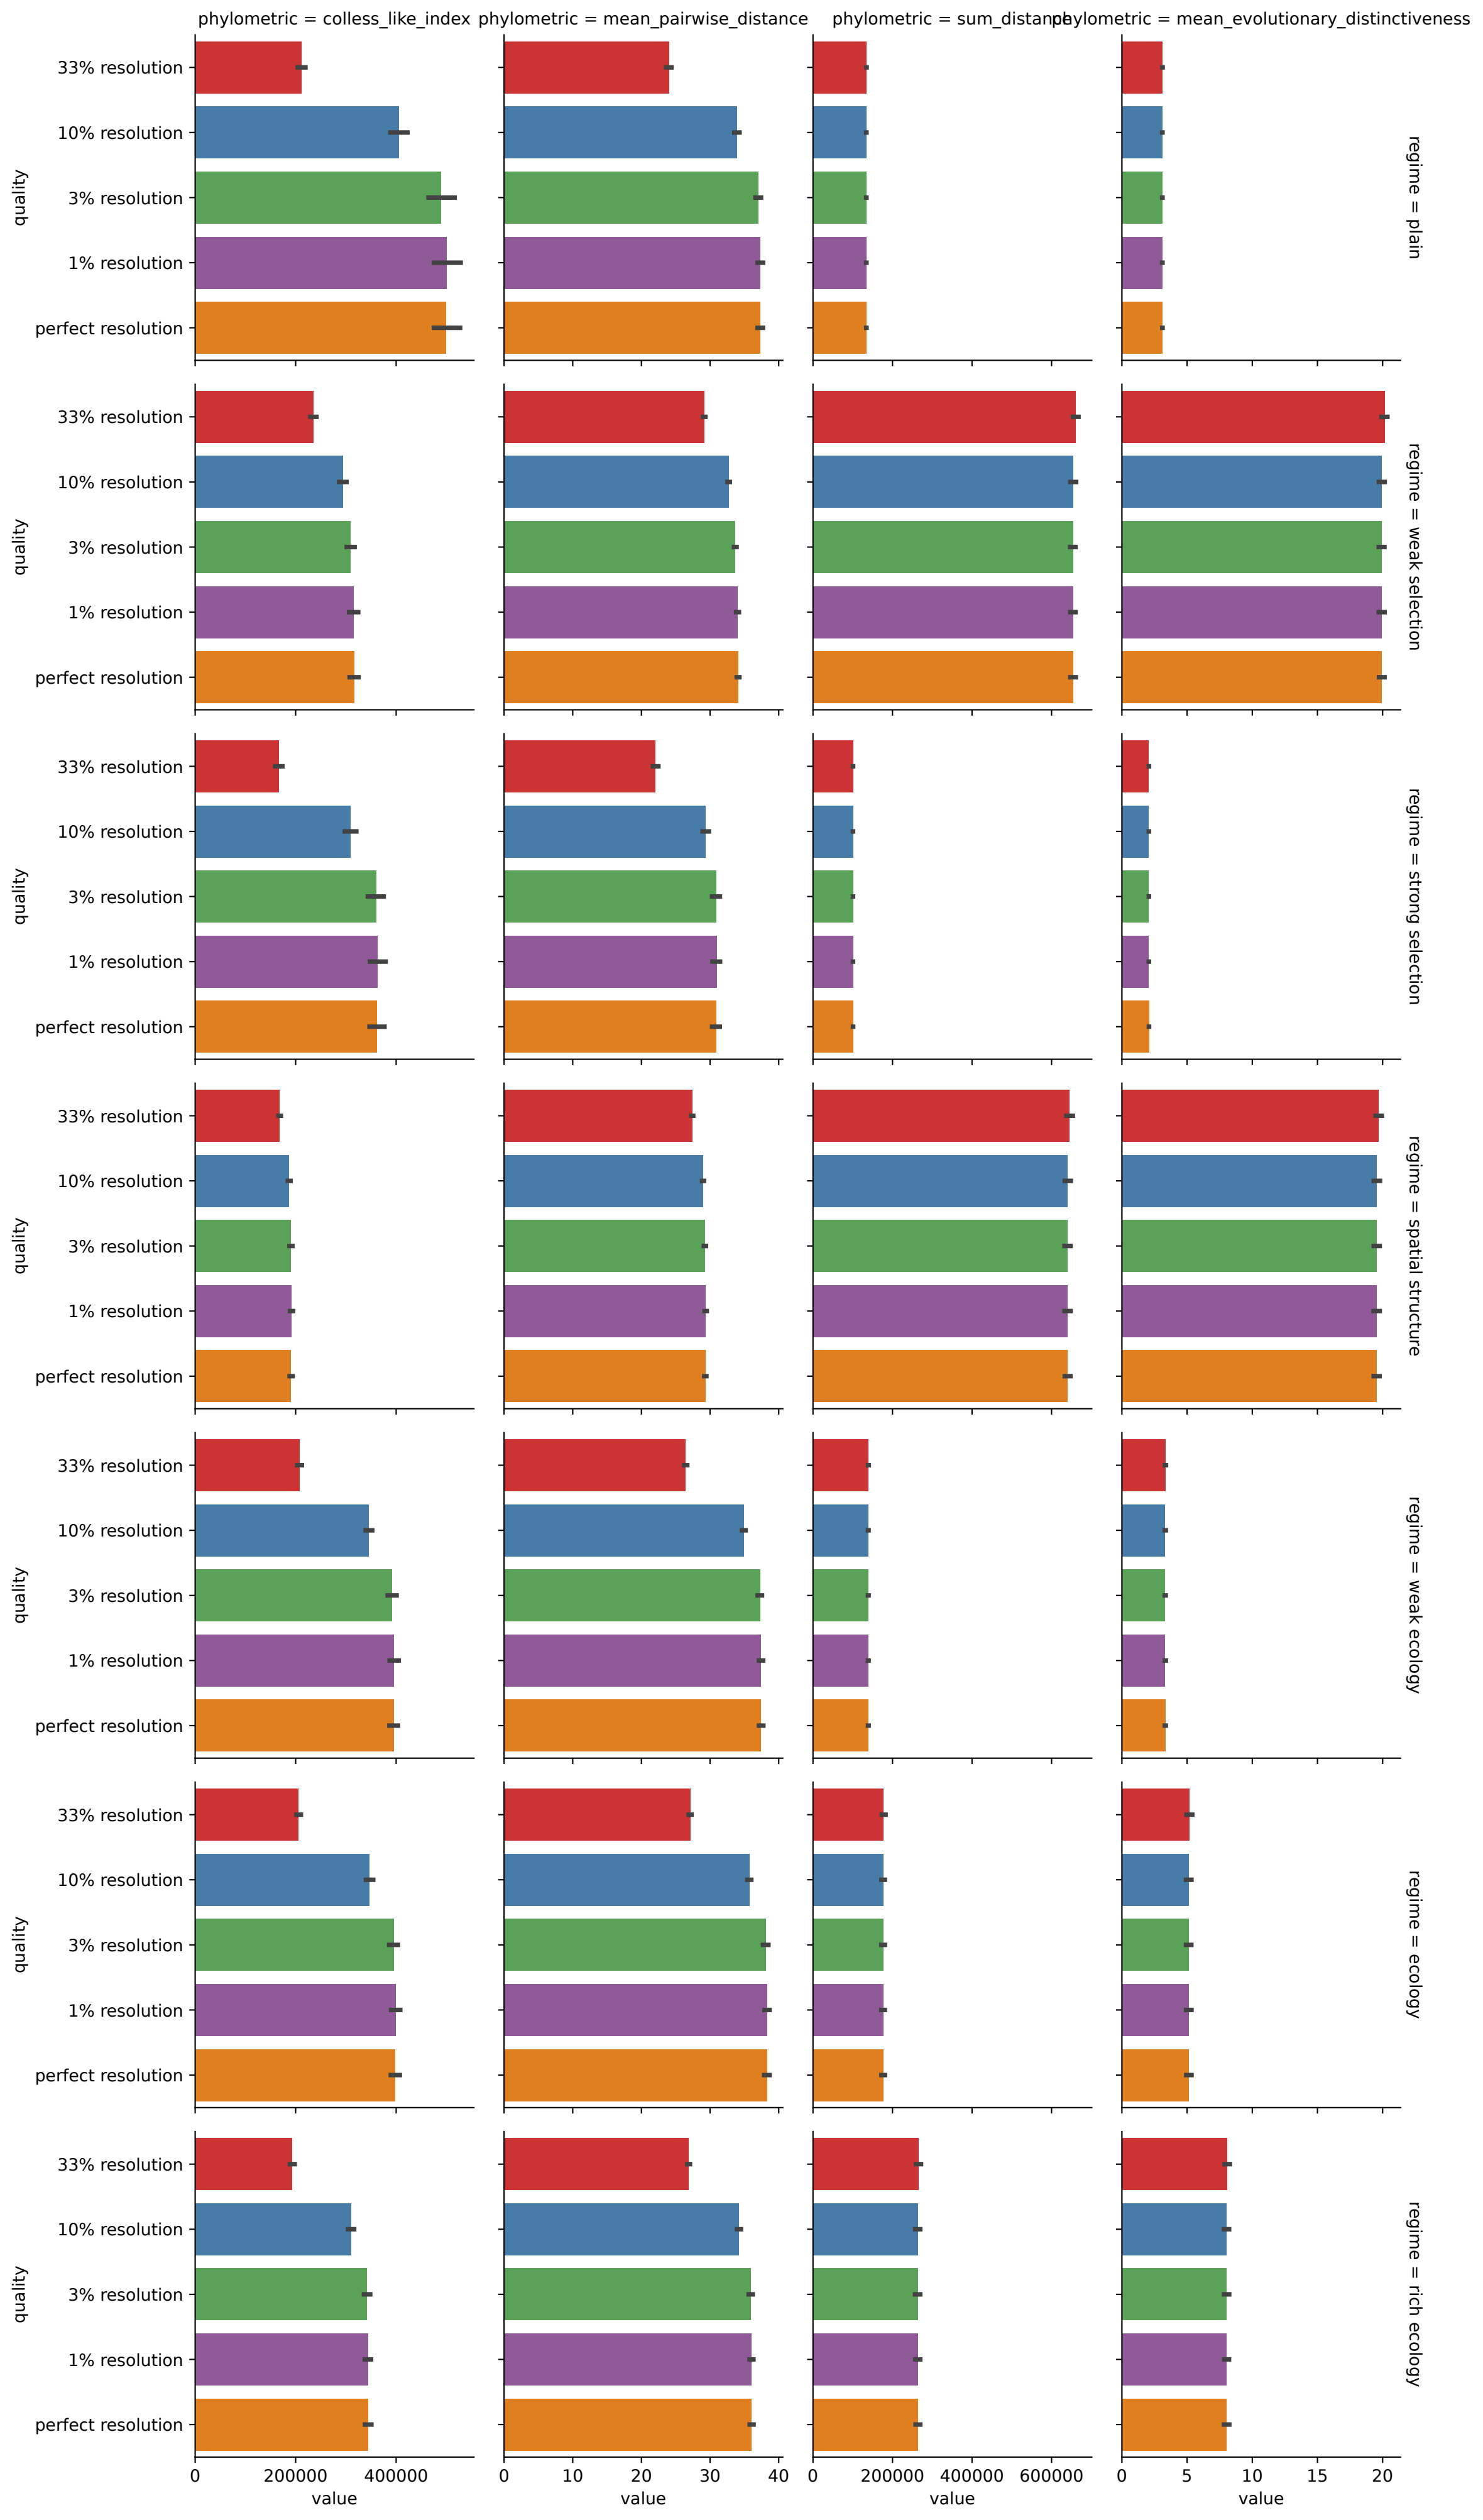 phylometric = colless_like_index
phylometric = mean_pairwise_distance
phylometric = sum_distance
phylometric = mean_evolutionary_distinctiveness
quality
33% resolution
10% resolution
3% resolution
1% resolution
perfect resolution
regime = plain
quality
33% resolution
10% resolution
3% resolution
1% resolution
perfect resolution
regime = weak selection
quality
33% resolution
10% resolution
3% resolution
1% resolution
perfect resolution
regime = strong selection
quality
33% resolution
10% resolution
3% resolution
1% resolution
perfect resolution
regime = spatial structure
quality
33% resolution
10% resolution
3% resolution
1% resolution
perfect resolution
regime = weak ecology
quality
33% resolution
10% resolution
3% resolution
1% resolution
perfect resolution
regime = ecology
quality
33% resolution
10% resolution
3% resolution
1% resolution
perfect resolution
regime = rich ecology
0 200000 400000
0 10 20 30 40
0 200000 400000 600000
0 5 10 15 20
value
value
value
value